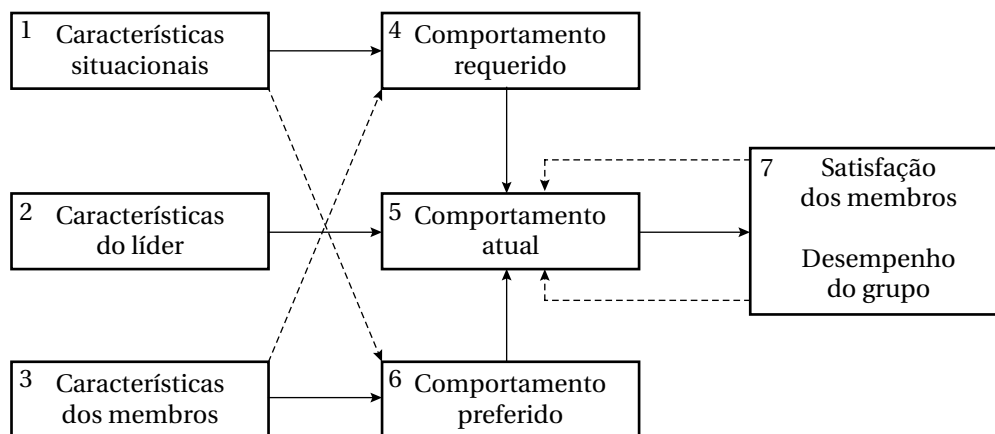 1 Características
situacionais
4 Comportamento
requerido
2 Características
do líder
5 Comportamento
atual
7 Satisfação
dos membros
Desempenho
do grupo
3 Características
dos membros
6 Comportamento
preferido